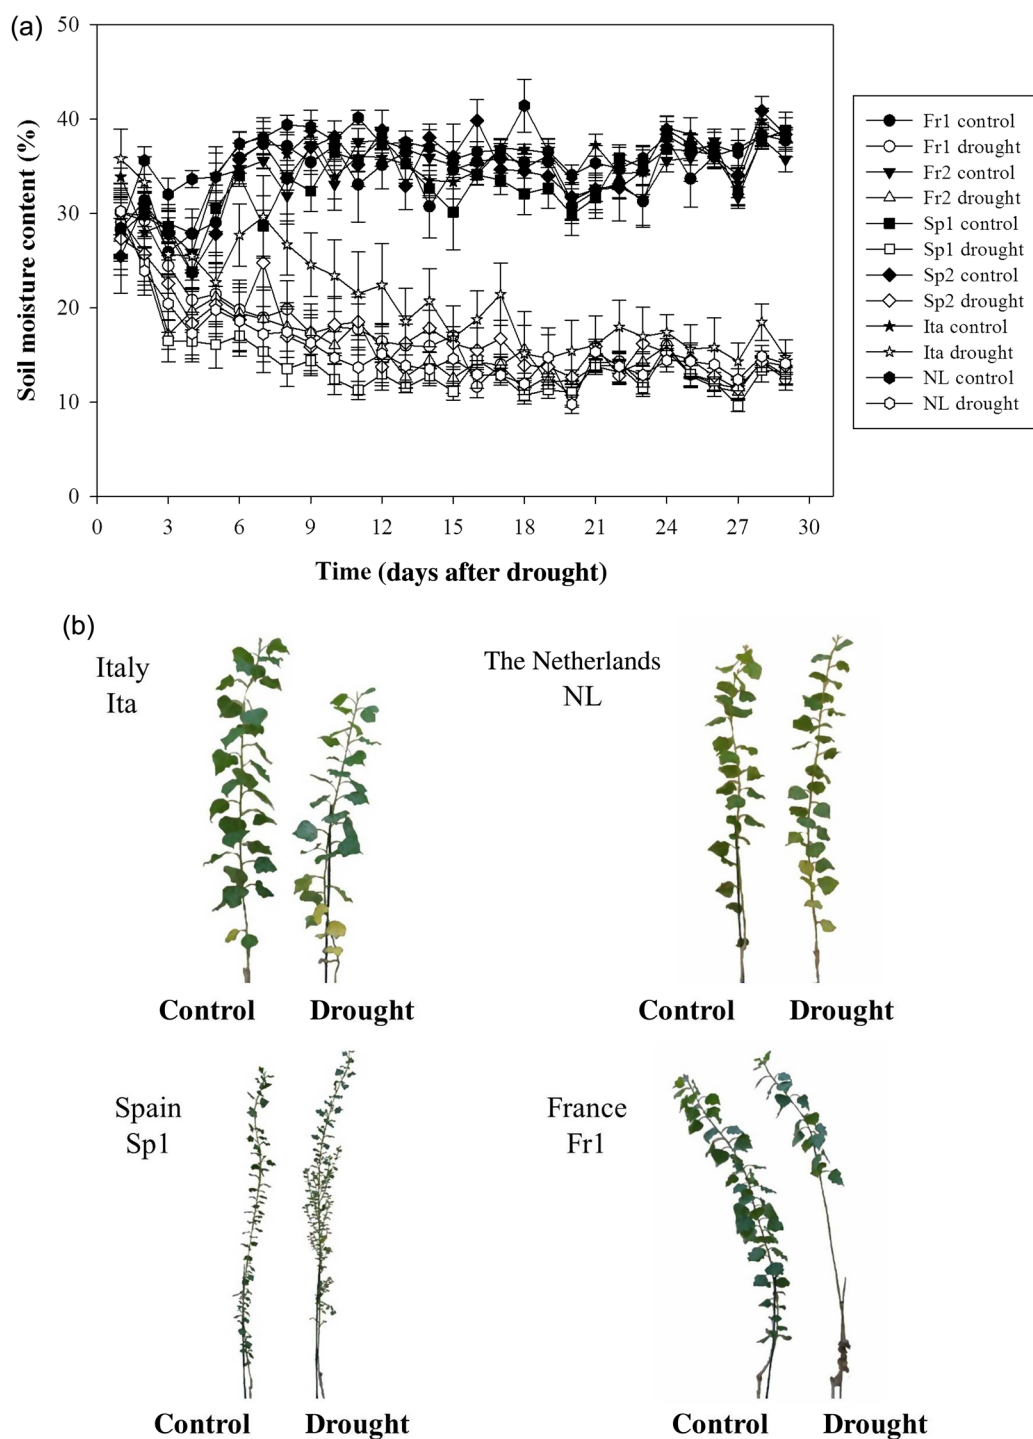 (a)
50
40
30
20
10
0
Soil moisture content (%)
0 3 6 9 12 15 18 21 24 27 30
Time (days after drought)
Fr1 control
Fr1 drought
Fr2 control
Fr2 drought
Sp1 control
Sp1 drought
Sp2 control
Sp2 drought
Ita control
Ita drought
NL control
NL drought
(b)
Italy
Ita
Control Drought
The Netherlands
NL
Control Drought
Spain
Sp1
Control Drought
France
Fr1
Control Drought